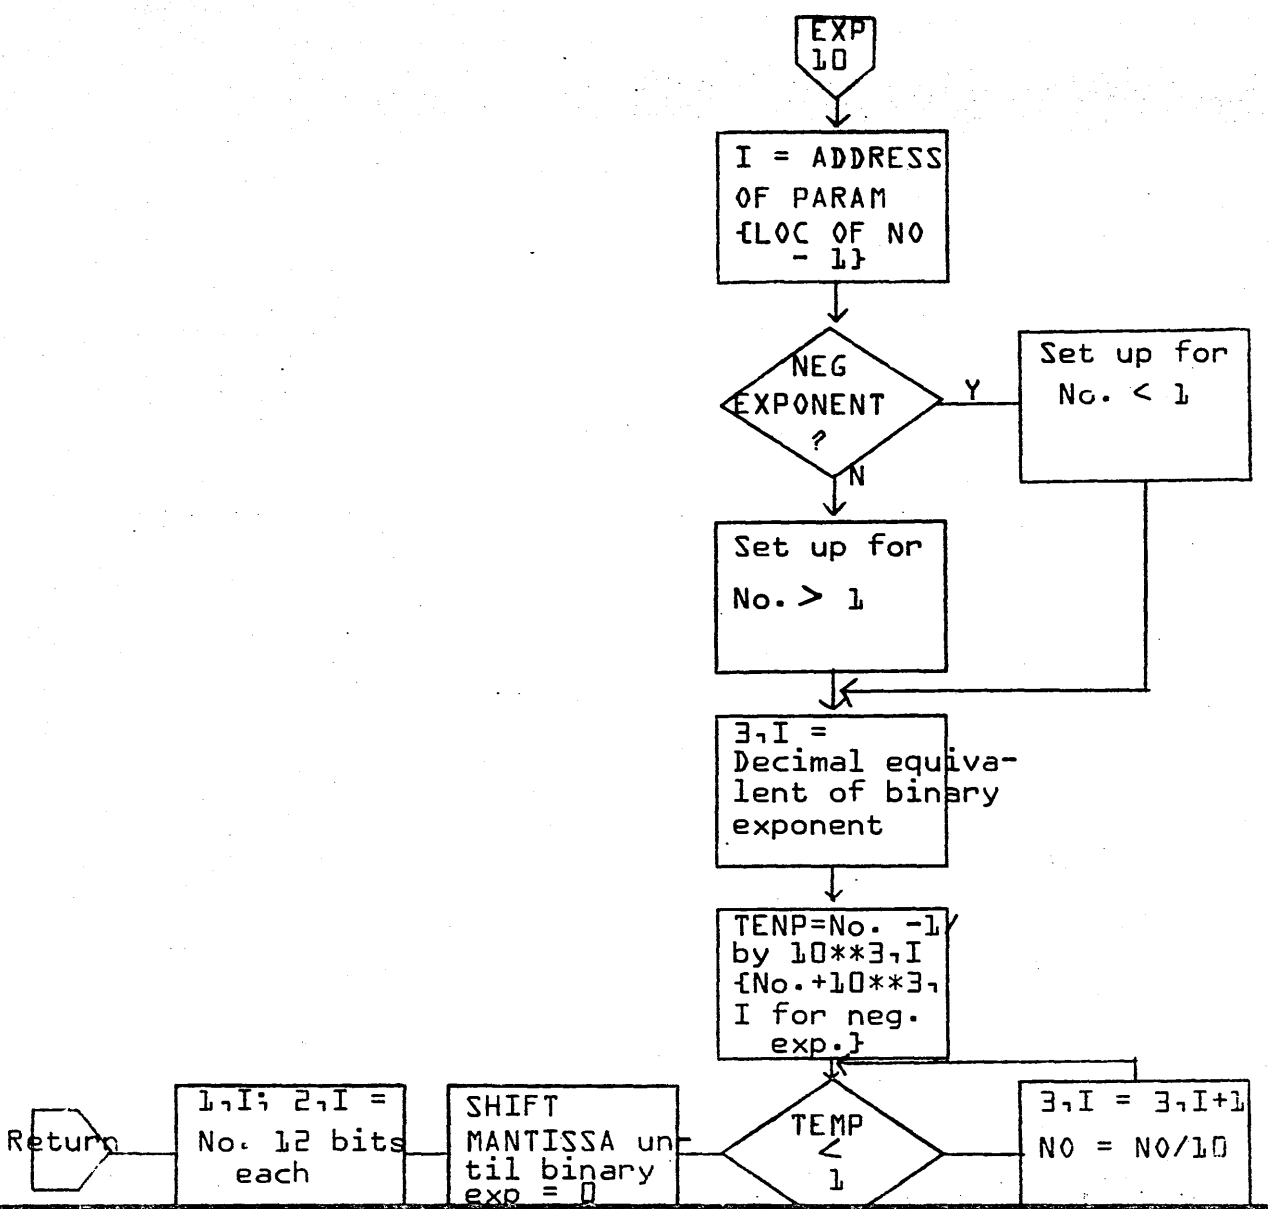 EXP
10
I = ADDRESS
OF PARAM
{LOC OF NO
- 1}
NEG
EXPONENT
?
Y
Set up for
No. < 1
N
Set up for
No. > 1
3,I =
Decimal equiva-
lent of binary
exponent
TENP=No. -1/
by 10**3,I
{No.+10**3,
I for neg.
exp.}
Return
1,I; 2,I =
No. 12 bits
each
SHIFT
MANTISSA un-
til binary
exp = 0
TEMP
<
1
3,I = 3,I+1
NO = NO/10